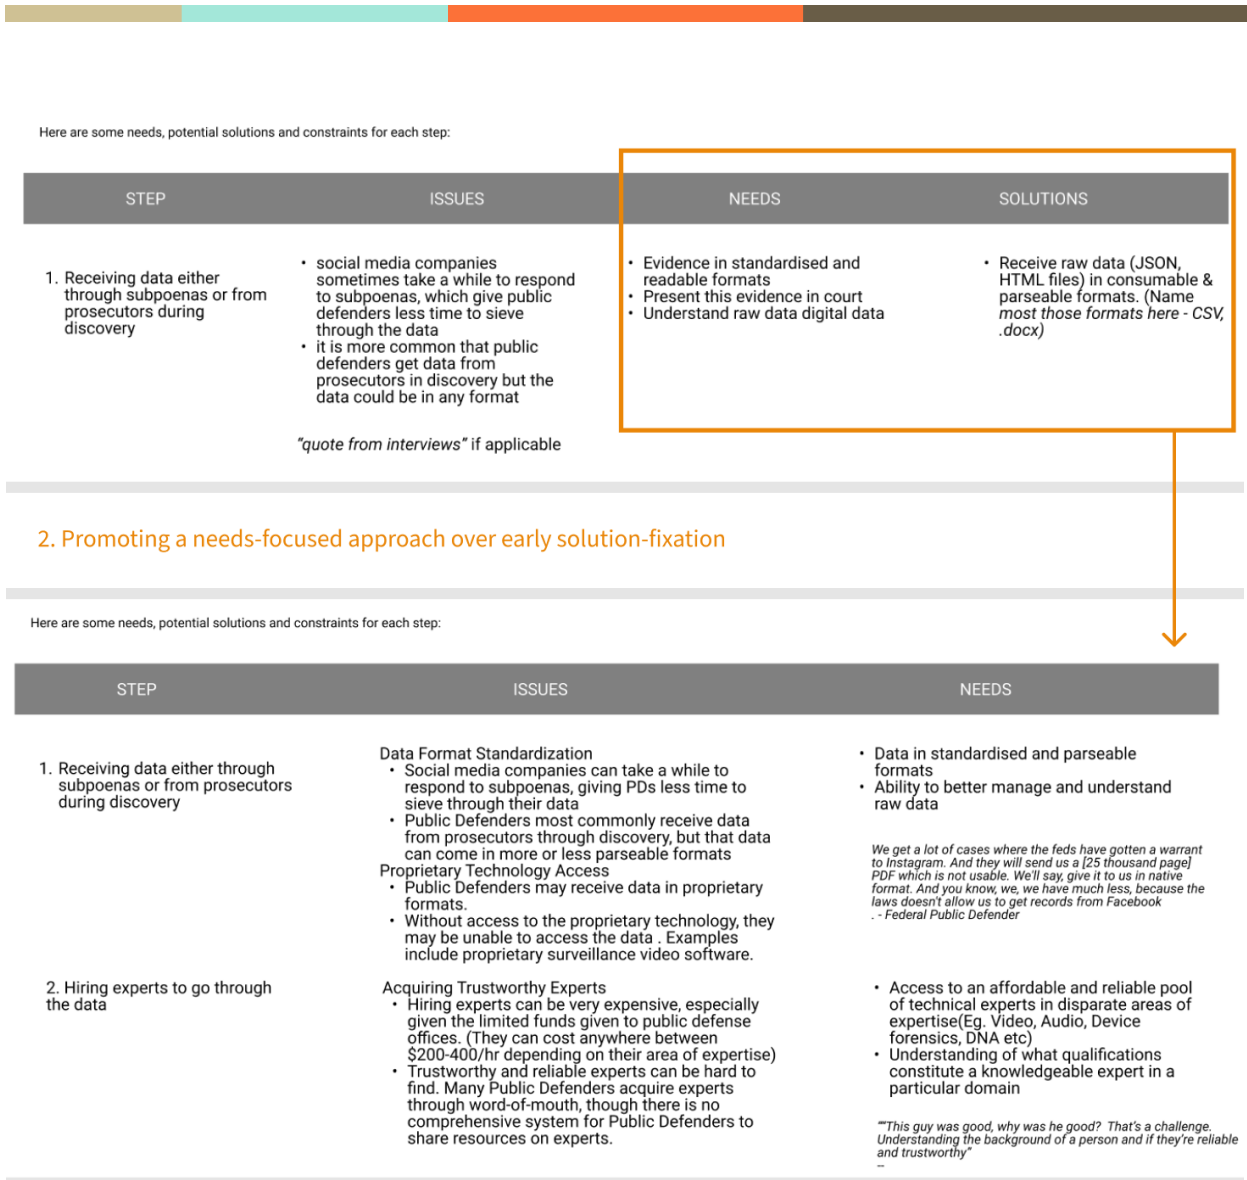 Here are some needs, potential solutions and constraints for each step:
STEP
ISSUES
NEEDS
SOLUTIONS
1. Receiving data either
through subpoenas or from
prosecutors during
discovery
• social media companies
sometimes take a while to respond
to subpoenas, which give public
defenders less time to sieve
through the data
• it is more common that public
defenders get data from
prosecutors in discovery but the
data could be in any format
“quote from interviews” if applicable
• Evidence in standardised and
readable formats
• Present this evidence in court
• Understand raw data digital data
• Receive raw data (JSON,
HTML files) in consumable &
parseable formats. (Name
most those formats here - CSV,
.docx)
2. Promoting a needs-focused approach over early solution-fixation
Here are some needs, potential solutions and constraints for each step:
STEP
ISSUES
NEEDS
1. Receiving data either through
subpoenas or from prosecutors
during discovery
Data Format Standardization
• Social media companies can take a while to
respond to subpoenas, giving PDs less time to
sieve through their data
• Public Defenders most commonly receive data
from prosecutors through discovery, but that data
can come in more or less parseable formats
Proprietary Technology Access
• Public Defenders may receive data in proprietary
formats.
• Without access to the proprietary technology, they
may be unable to access the data . Examples
include proprietary surveillance video software.
• Data in standardised and parseable
formats
• Ability to better manage and understand
raw data
We get a lot of cases where the feds have gotten a warrant
to Instagram. And they will send us a [25 thousand page]
PDF which is not usable. We'll say, give it to us in native
format. And you know, we, we have much less, because the
laws doesn't allow us to get records from Facebook
. - Federal Public Defender
2. Hiring experts to go through
the data
Acquiring Trustworthy Experts
• Hiring experts can be very expensive, especially
given the limited funds given to public defense
offices. (They can cost anywhere between
$200-400/hr depending on their area of expertise)
• Trustworthy and reliable experts can be hard to
find. Many Public Defenders acquire experts
through word-of-mouth, though there is no
comprehensive system for Public Defenders to
share resources on experts.
• Access to an affordable and reliable pool
of technical experts in disparate areas of
expertise(Eg. Video, Audio, Device
forensics, DNA etc)
• Understanding of what qualifications
constitute a knowledgeable expert in a
particular domain
““This guy was good, why was he good? That’s a challenge.
Understanding the background of a person and if they’re reliable
and trustworthy”
--